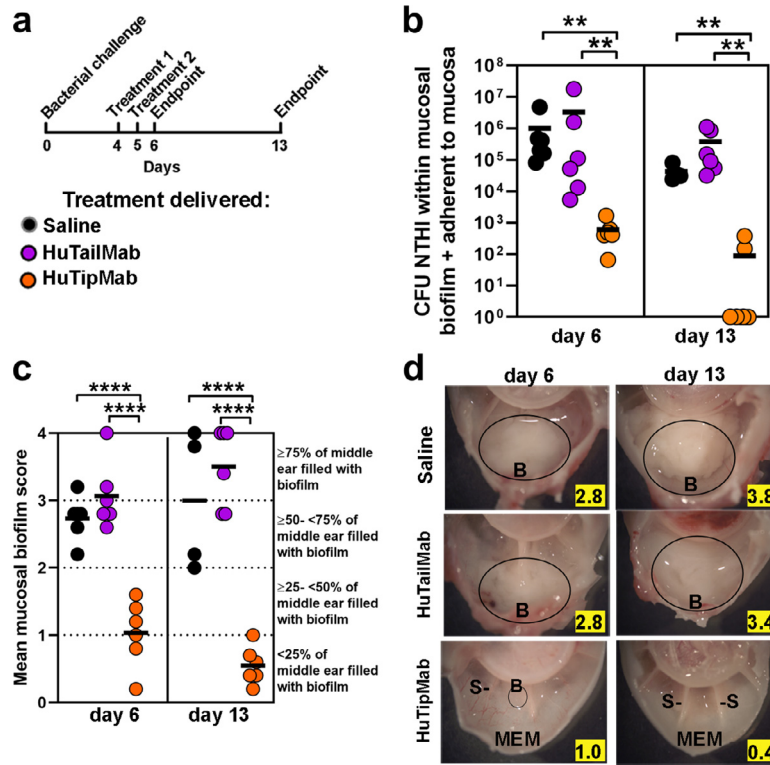 a
Bacterial challenge
Treatment 1
Treatment 2
Endpoint
Endpoint
0 4 5 6 13
Days
Treatment delivered:
Saline
HuTailMab
HuTipMab
b
** **
** **
CFU NTHI within mucosal
biofilm + adherent to mucosa
10⁸
10⁷
10⁶
10⁵
10⁴
10³
10²
10¹
10⁰
day 6 day 13
c
**** ****
**** ****
Mean mucosal biofilm score
4
3
2
1
0
≥75% of middle
ear filled with
biofilm
≥50- <75% of
middle ear filled
with biofilm
≥25- <50% of
middle ear filled
with biofilm
<25% of
middle ear filled
with biofilm
day 6 day 13
d
day 6 day 13
Saline
B 2.8
B 3.8
HuTailMab
B 2.8
B 3.4
HuTipMab
S- B
MEM 1.0
S- -S
MEM 0.4